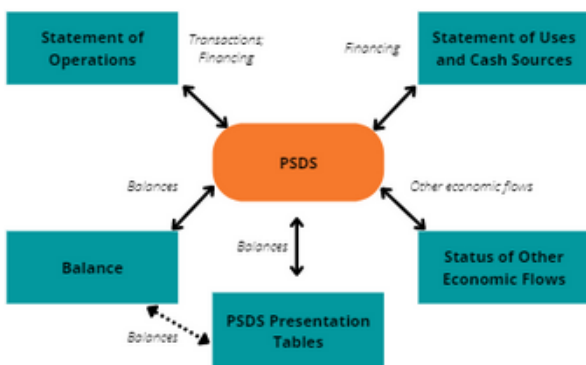 Statement of
Operations
Transactions;
Financing
Financing
Statement of Uses
and Cash Sources
PSDS
Balances
Other economic flows
Balances
Balance
Status of Other
Economic Flows
PSDS Presentation
Tables
Balances